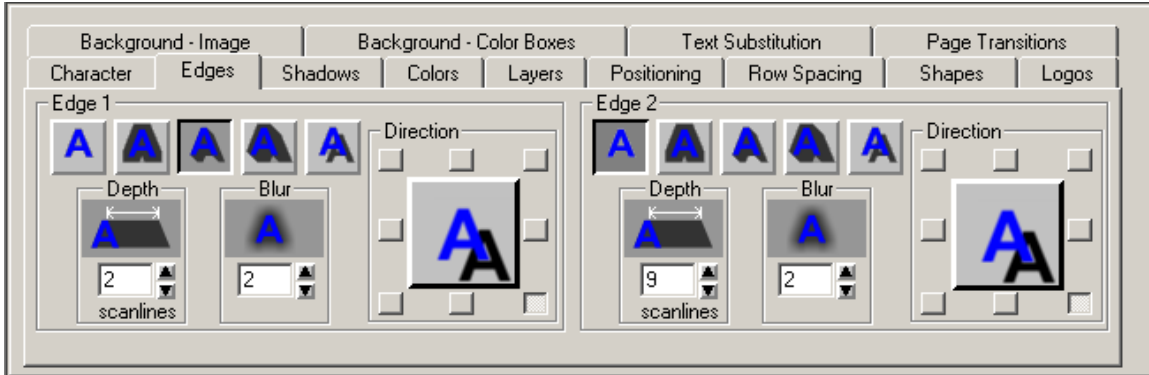 Background - Image Background - Color Boxes Text Substitution Page Transitions
Character Edges Shadows Colors Layers Positioning Row Spacing Shapes Logos
Edge 1 Edge 2
A A A A A Direction A A A A A Direction
Depth Blur Depth Blur
A A A A
A A A A
2 2 9 2
scanlines scanlines